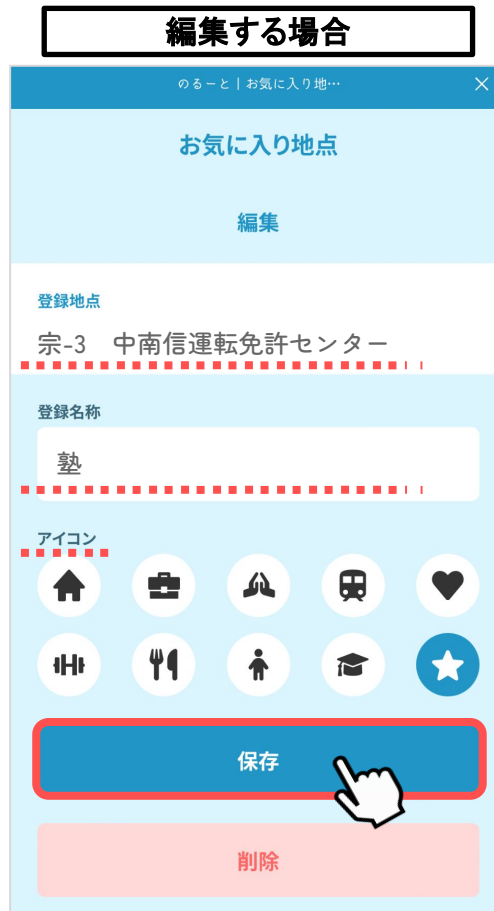 編集する場合
のるーと | お気に入り地…
お気に入り地点
編集
登録地点
宗-3　中南信運転免許センター
登録名称
塾
アイコン
保存
削除